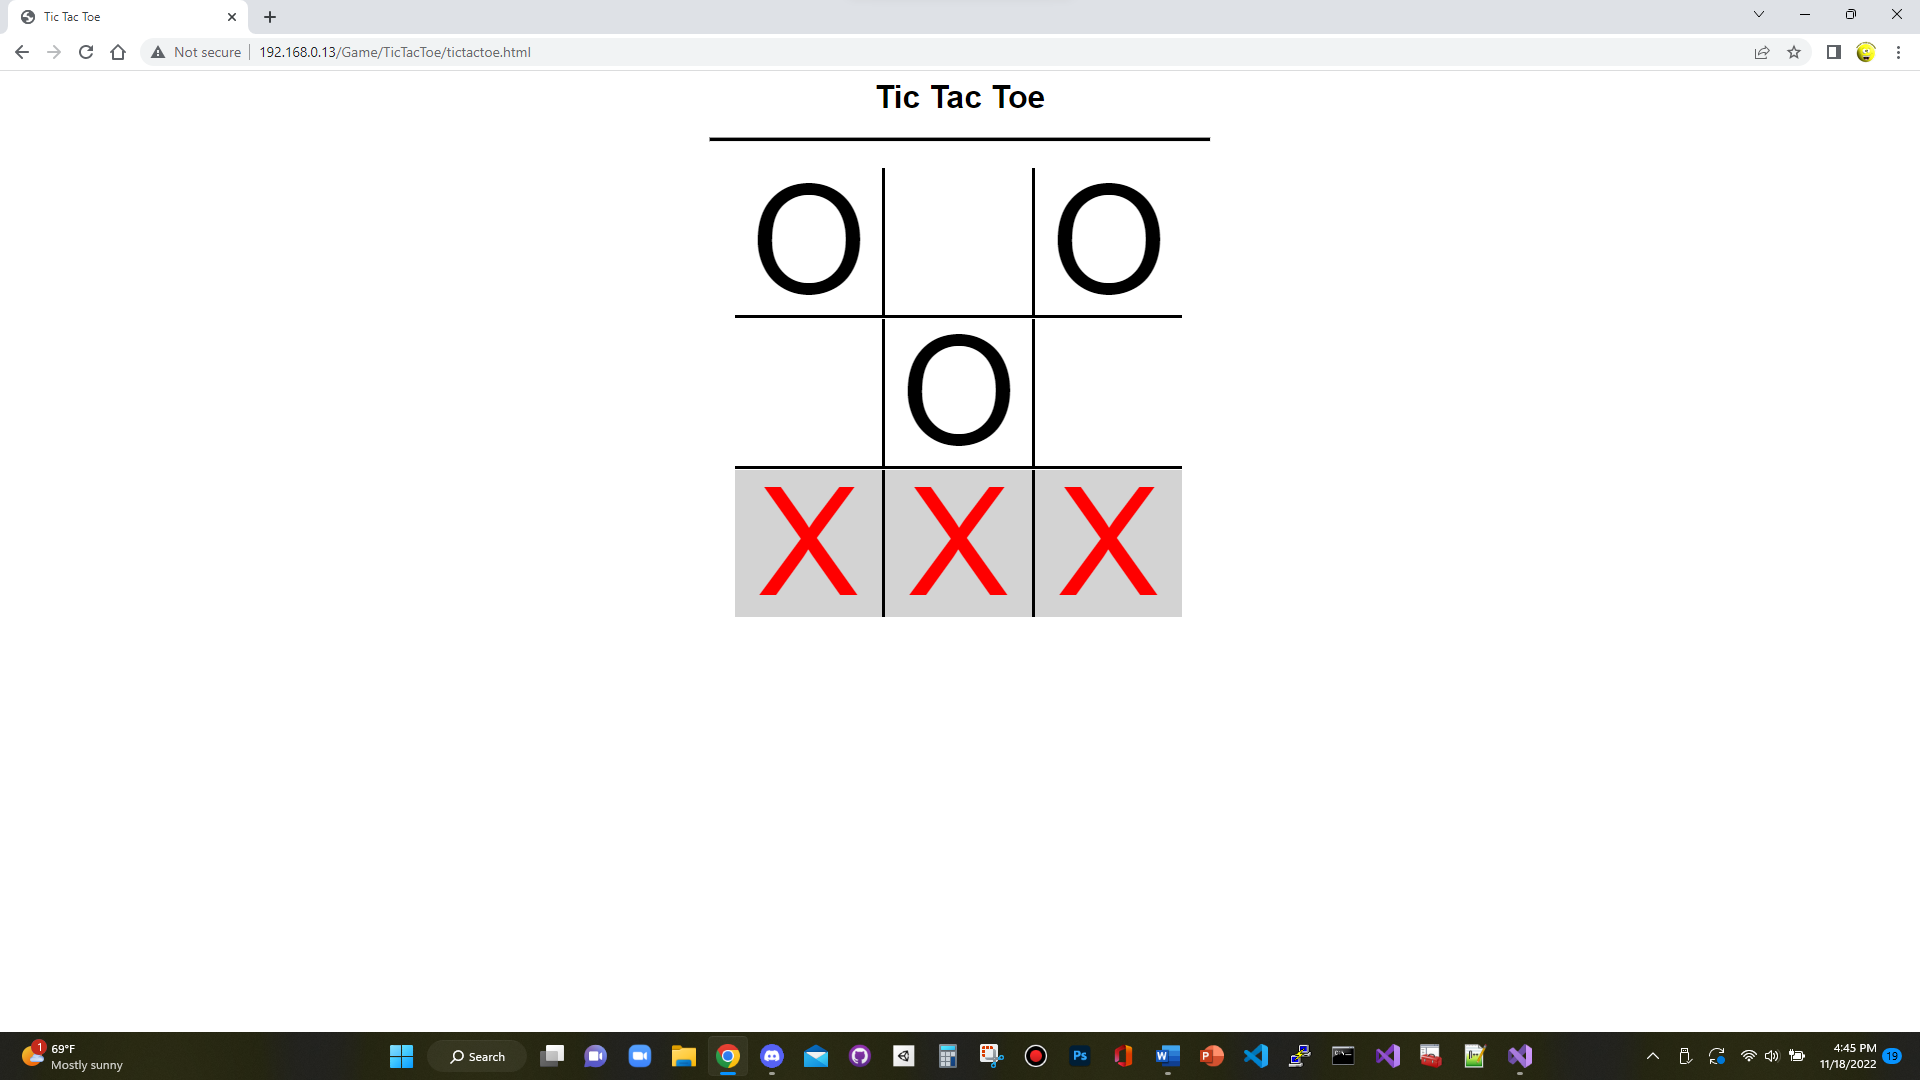 Tic Tac Toe
Not secure
192.168.0.13/Game/TicTacToe/tictactoe.html
Tic Tac Toe
O O
O
X X X
1
69°F
Mostly sunny
Search
Ps
W
P
4:45 PM
11/18/2022
19